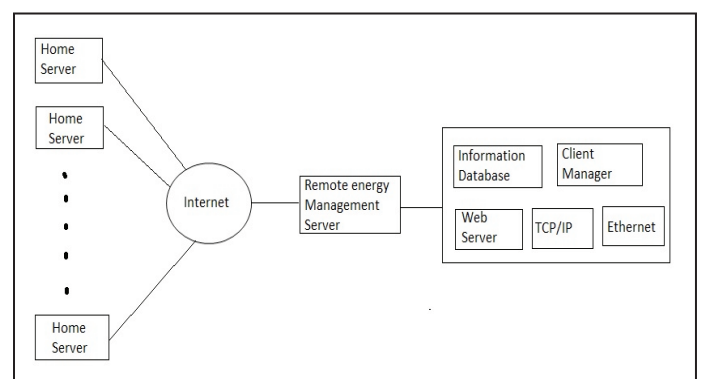 Home
Server
Home
Server
Internet
Remote energy
Management
Server
Information
Database
Client
Manager
Web
Server
TCP/IP
Ethernet
Home
Server